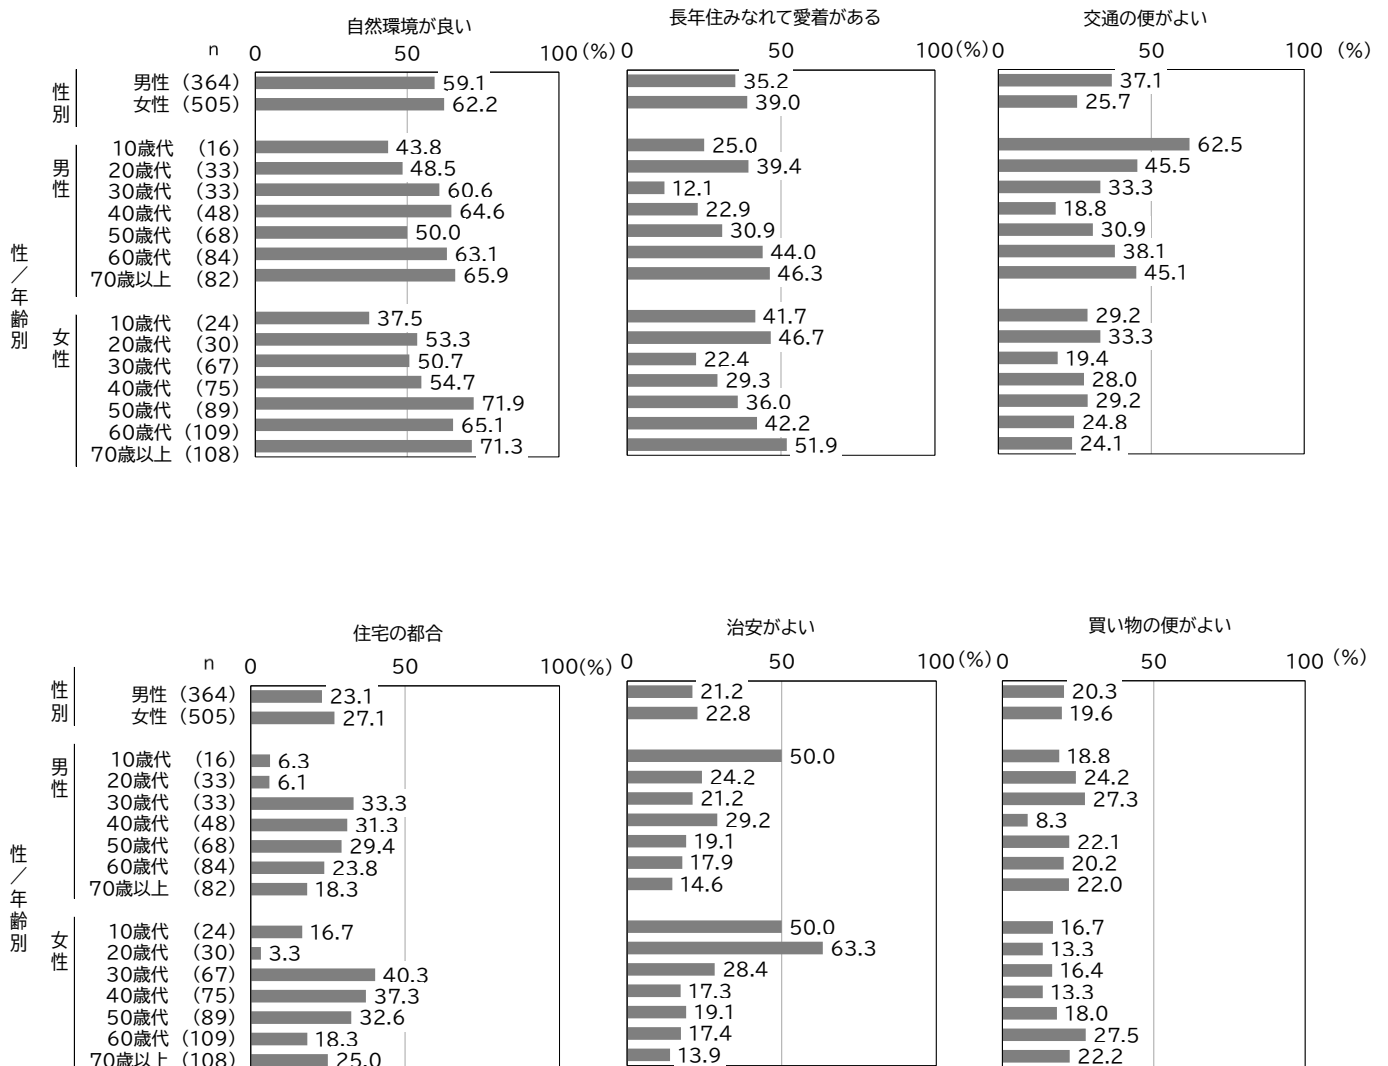 自然環境が良い 長年住みなれて愛着がある 交通の便がよい
n 0 50 100(%) 0 50 100(%) 0 50 100 (%)
性別
男性 (364) 59.1 35.2 37.1
女性 (505) 62.2 39.0 25.7
性/年齢別
男性
10歳代 (16) 43.8 25.0 62.5
20歳代 (33) 48.5 39.4 45.5
30歳代 (33) 60.6 12.1 33.3
40歳代 (48) 64.6 22.9 18.8
50歳代 (68) 50.0 30.9 30.9
60歳代 (84) 63.1 44.0 38.1
70歳以上 (82) 65.9 46.3 45.1
女性
10歳代 (24) 37.5 41.7 29.2
20歳代 (30) 53.3 46.7 33.3
30歳代 (67) 50.7 22.4 19.4
40歳代 (75) 54.7 29.3 28.0
50歳代 (89) 71.9 36.0 29.2
60歳代 (109) 65.1 42.2 24.8
70歳以上 (108) 71.3 51.9 24.1
住宅の都合 治安がよい 買い物の便がよい
n 0 50 100(%) 0 50 100(%) 0 50 100 (%)
性別
男性 (364) 23.1 21.2 20.3
女性 (505) 27.1 22.8 19.6
性/年齢別
男性
10歳代 (16) 6.3 50.0 18.8
20歳代 (33) 6.1 24.2 24.2
30歳代 (33) 33.3 21.2 27.3
40歳代 (48) 31.3 29.2 8.3
50歳代 (68) 29.4 19.1 22.1
60歳代 (84) 23.8 17.9 20.2
70歳以上 (82) 18.3 14.6 22.0
女性
10歳代 (24) 16.7 50.0 16.7
20歳代 (30) 3.3 63.3 13.3
30歳代 (67) 40.3 28.4 16.4
40歳代 (75) 37.3 17.3 13.3
50歳代 (89) 32.6 19.1 18.0
60歳代 (109) 18.3 17.4 27.5
70歳以上 (108) 25.0 13.9 22.2